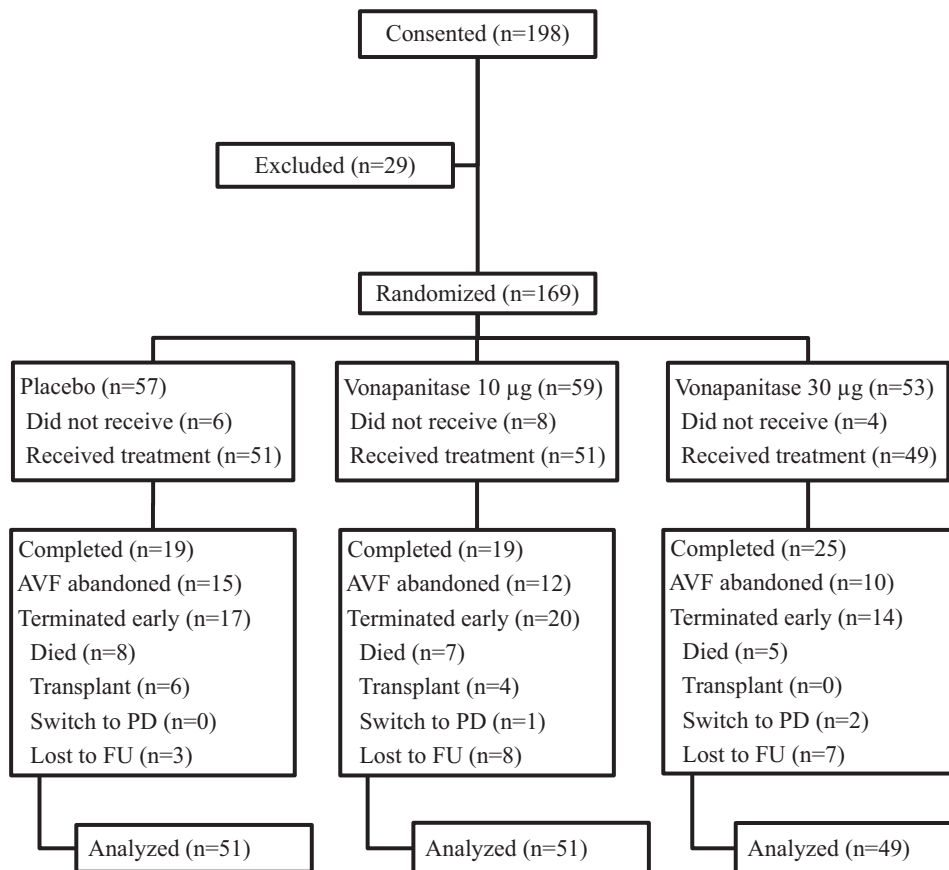 Consented (n=198)
Excluded (n=29)
Randomized (n=169)
Placebo (n=57)
Did not receive (n=6)
Received treatment (n=51)
Vonapanitase 10 µg (n=59)
Did not receive (n=8)
Received treatment (n=51)
Vonapanitase 30 µg (n=53)
Did not receive (n=4)
Received treatment (n=49)
Completed (n=19)
AVF abandoned (n=15)
Terminated early (n=17)
Died (n=8)
Transplant (n=6)
Switch to PD (n=0)
Lost to FU (n=3)
Completed (n=19)
AVF abandoned (n=12)
Terminated early (n=20)
Died (n=7)
Transplant (n=4)
Switch to PD (n=1)
Lost to FU (n=8)
Completed (n=25)
AVF abandoned (n=10)
Terminated early (n=14)
Died (n=5)
Transplant (n=0)
Switch to PD (n=2)
Lost to FU (n=7)
Analyzed (n=51)
Analyzed (n=51)
Analyzed (n=49)